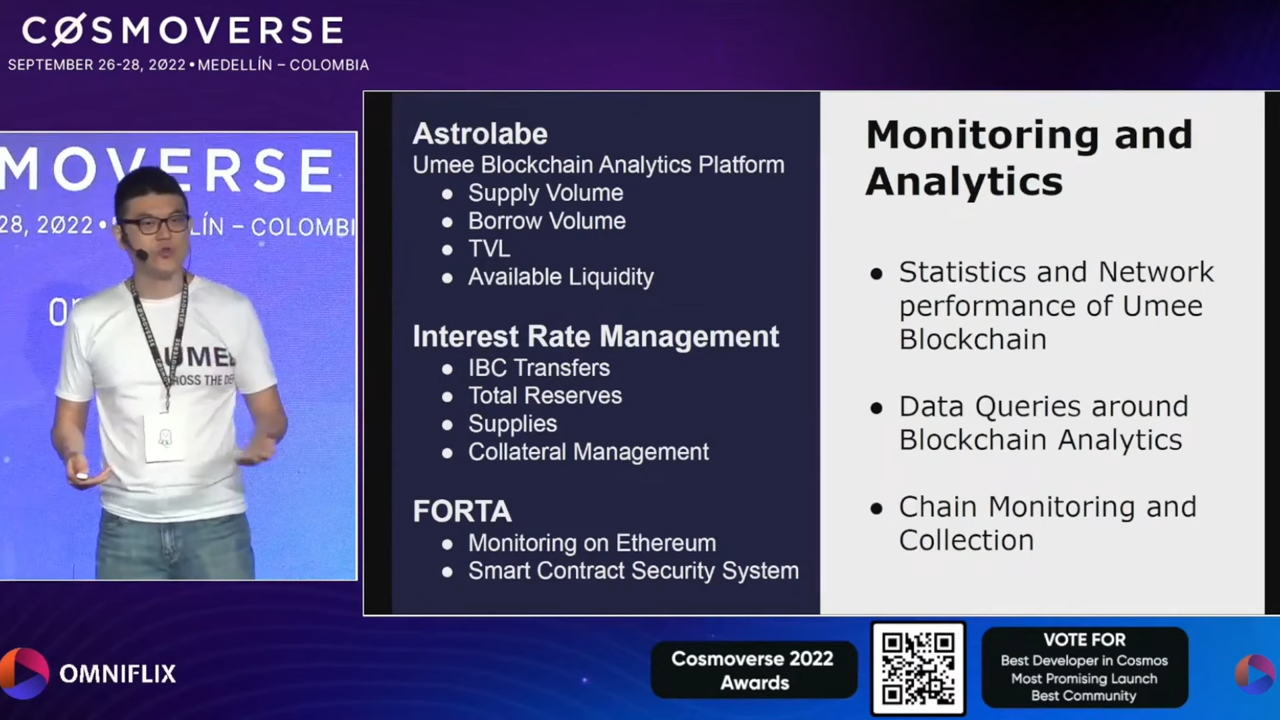 CØSMOVERSE
SEPTEMBER 26-28, 2Ø22 • MEDELLÍN – COLOMBIA
MOVERSE
28, 2Ø22 •
LÍN – COLOMBI
UMEE
Astrolabe
Umee Blockchain Analytics Platform
● Supply Volume
● Borrow Volume
● TVL
● Available Liquidity
Interest Rate Management
● IBC Transfers
● Total Reserves
● Supplies
● Collateral Management
FORTA
● Monitoring on Ethereum
● Smart Contract Security System
Monitoring and
Analytics
● Statistics and Network
performance of Umee
Blockchain
● Data Queries around
Blockchain Analytics
● Chain Monitoring and
Collection
OMNIFLIX
Cosmoverse 2022
Awards
VOTE FOR
Best Developer in Cosmos
Most Promising Launch
Best Community